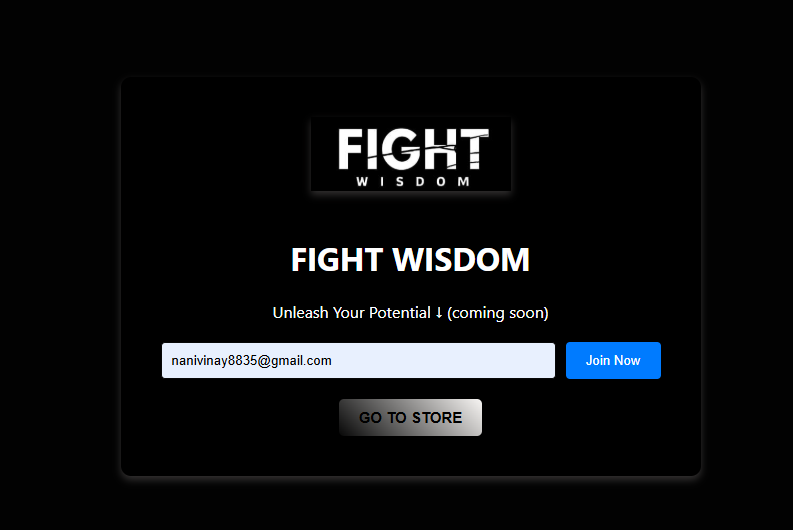 FIGHT
WISDOM
FIGHT WISDOM
Unleash Your Potential ↓ (coming soon)
nanivinay8835@gmail.com
Join Now
GO TO STORE